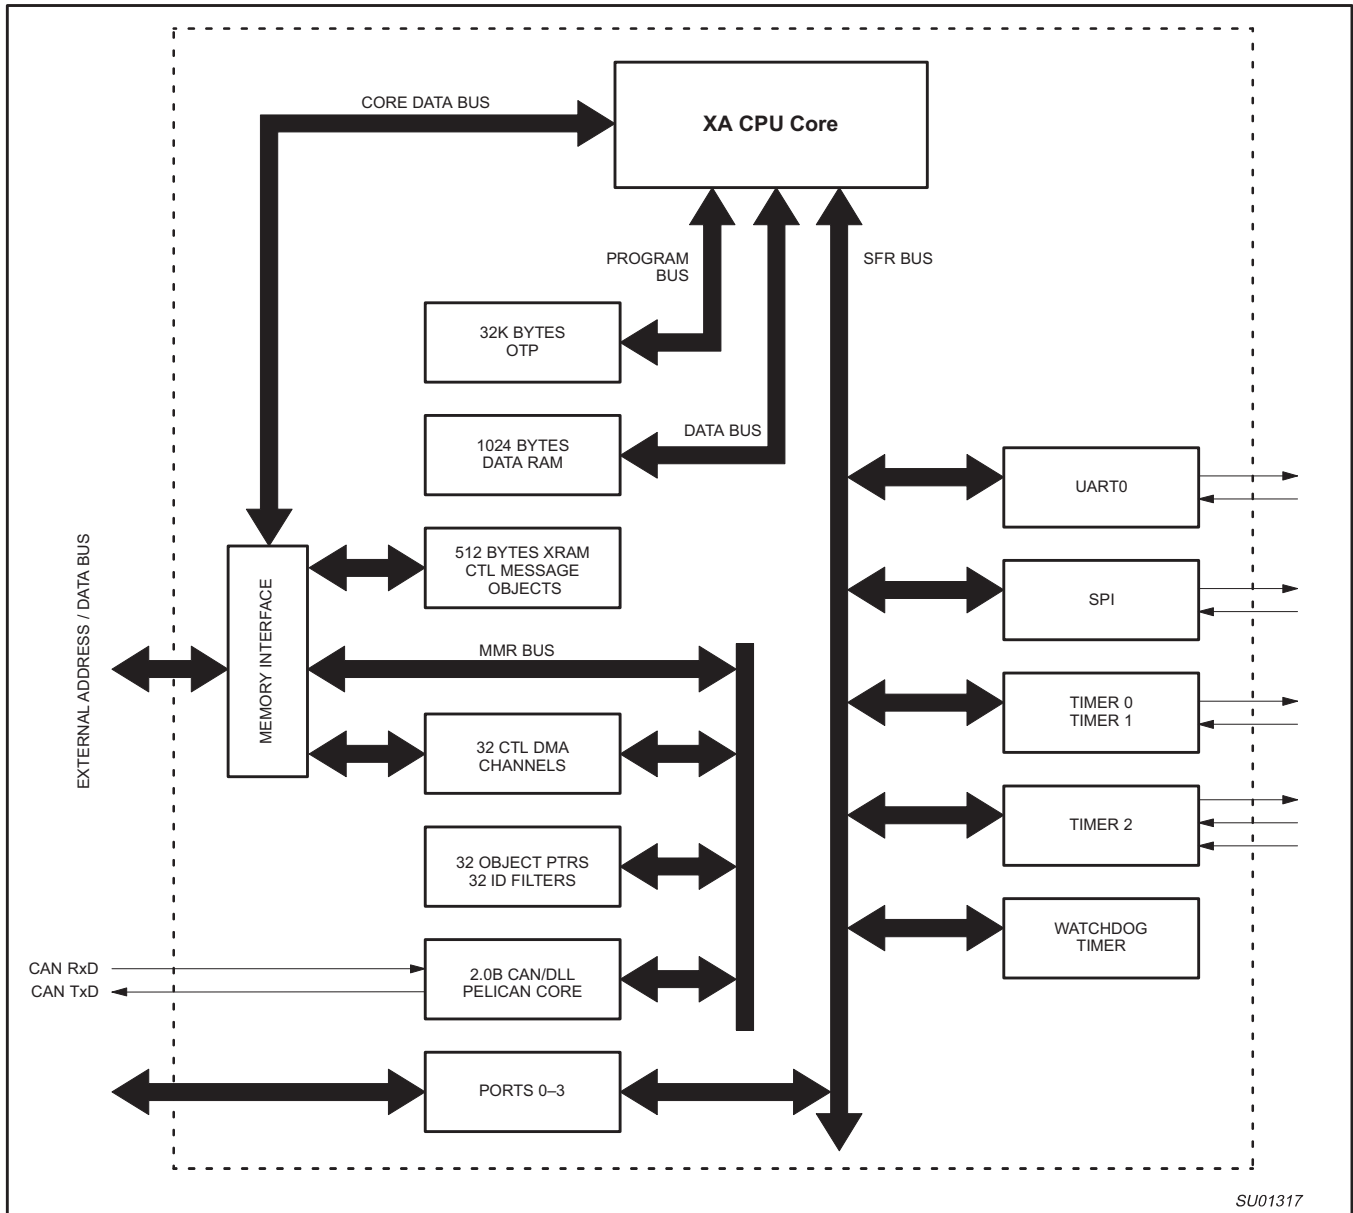 CORE DATA BUS
XA CPU Core
PROGRAM
BUS
SFR BUS
32K BYTES
OTP
1024 BYTES
DATA RAM
DATA BUS
UART0
512 BYTES XRAM
CTL MESSAGE
OBJECTS
EXTERNAL ADDRESS / DATA BUS
MEMORY INTERFACE
SPI
MMR BUS
TIMER 0
TIMER 1
32 CTL DMA
CHANNELS
TIMER 2
32 OBJECT PTRS
32 ID FILTERS
WATCHDOG
TIMER
CAN RxD
CAN TxD
2.0B CAN/DLL
PELICAN CORE
PORTS 0–3
SU01317